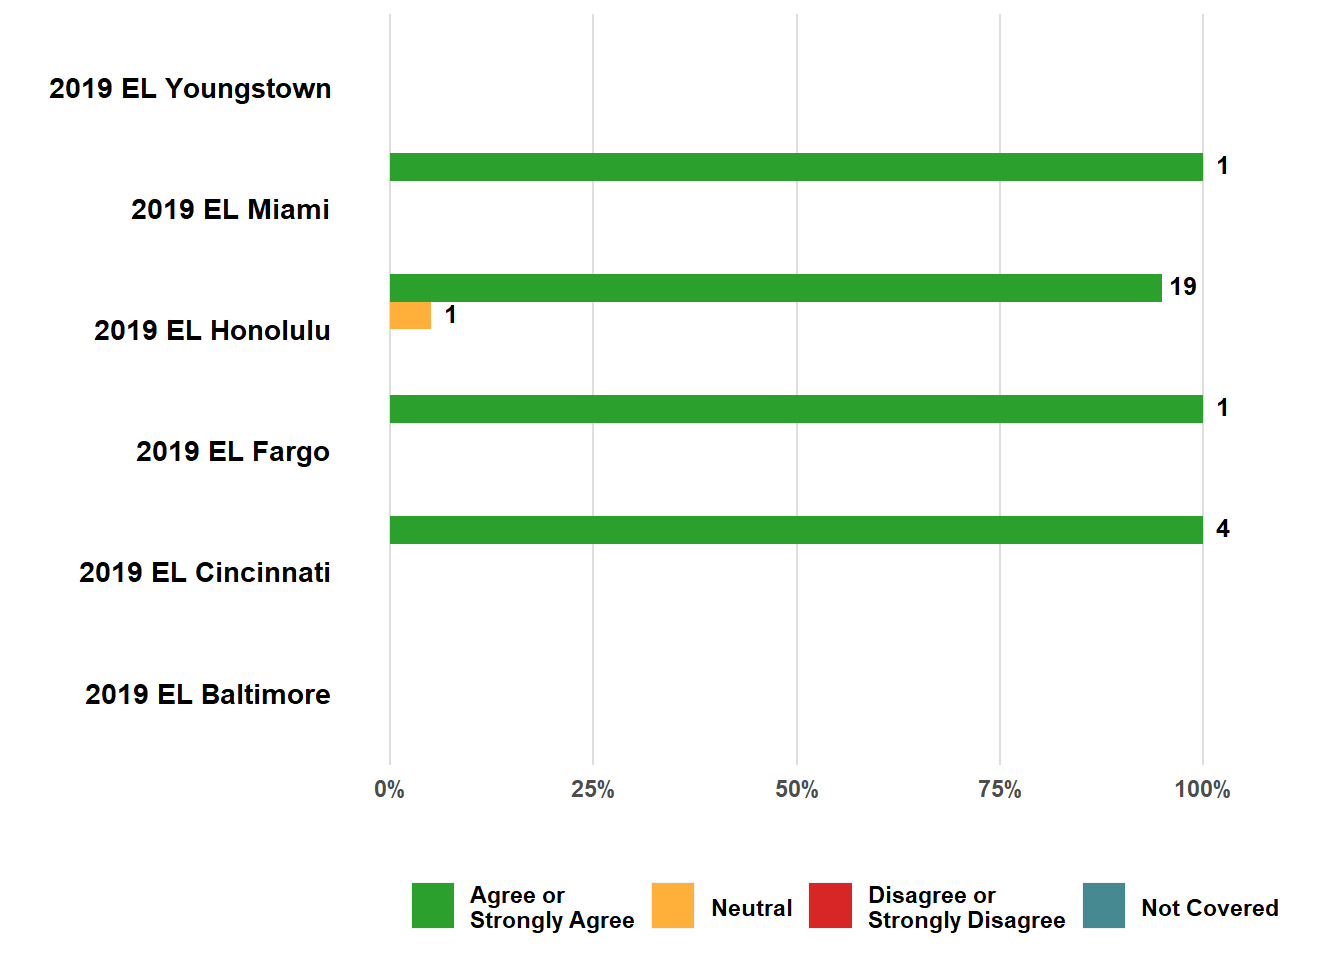 2019 EL Youngstown
1
2019 EL Miami
19
1
2019 EL Honolulu
1
2019 EL Fargo
4
2019 EL Cincinnati
2019 EL Baltimore
0% 25% 50% 75% 100%
Agree or
Strongly Agree
Neutral
Disagree or
Strongly Disagree
Not Covered